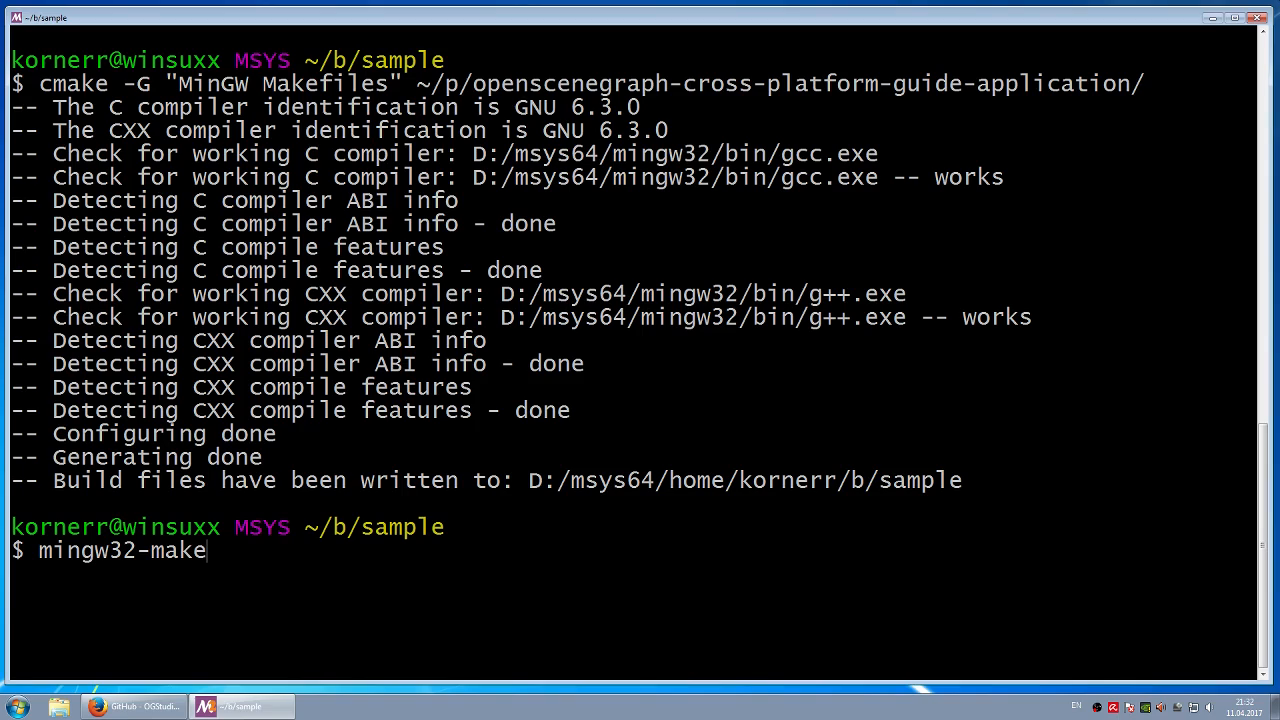 ~/b/sample
kornerr@winsuxx MSYS ~/b/sample
$ cmake -G "MinGW Makefiles" ~/p/openscenegraph-cross-platform-guide-application/
-- The C compiler identification is GNU 6.3.0
-- The CXX compiler identification is GNU 6.3.0
-- Check for working C compiler: D:/msys64/mingw32/bin/gcc.exe
-- Check for working C compiler: D:/msys64/mingw32/bin/gcc.exe -- works
-- Detecting C compiler ABI info
-- Detecting C compiler ABI info - done
-- Detecting C compile features
-- Detecting C compile features - done
-- Check for working CXX compiler: D:/msys64/mingw32/bin/g++.exe
-- Check for working CXX compiler: D:/msys64/mingw32/bin/g++.exe -- works
-- Detecting CXX compiler ABI info
-- Detecting CXX compiler ABI info - done
-- Detecting CXX compile features
-- Detecting CXX compile features - done
-- Configuring done
-- Generating done
-- Build files have been written to: D:/msys64/home/kornerr/b/sample
kornerr@winsuxx MSYS ~/b/sample
$ mingw32-make
GitHub - OGStudi...
~/b/sample
EN
21:32
11.04.2017